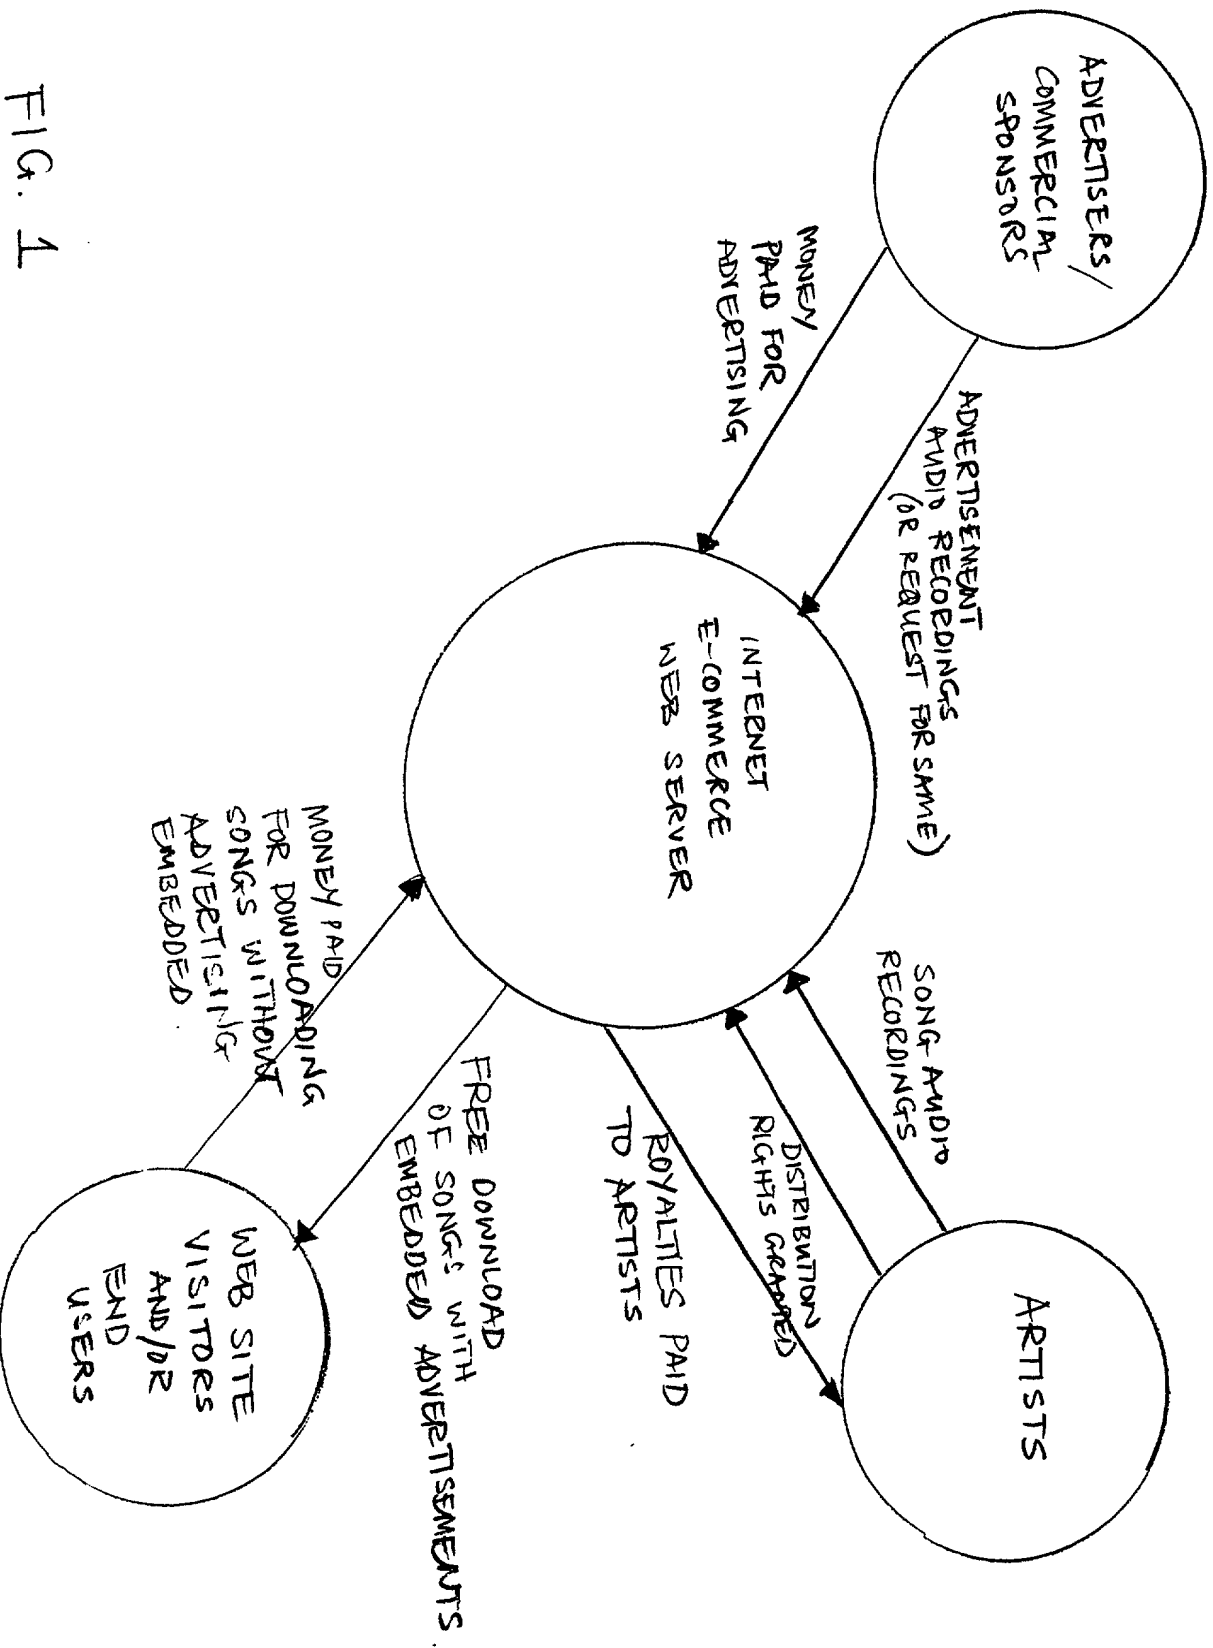 ADVERTISERS/
COMMERCIAL
SPONSORS
ADVERTISEMENT
AUDIO RECORDINGS
(OR REQUEST FOR SAME)
MONEY
PAID FOR
ADVERTISING
INTERNET
E-COMMERCE
WEB SERVER
SONG AUDIO
RECORDINGS
DISTRIBUTION
RIGHTS GRANTED
ROYALTIES PAID
TO ARTISTS
ARTISTS
MONEY PAID
FOR DOWNLOADING
SONGS WITHOUT
ADVERTISING
EMBEDDED.
FREE DOWNLOAD
OF SONGS WITH
EMBEDDED ADVERTISEMENTS.
WEB SITE
VISITORS
AND/OR
END
USERS
FIG. 1